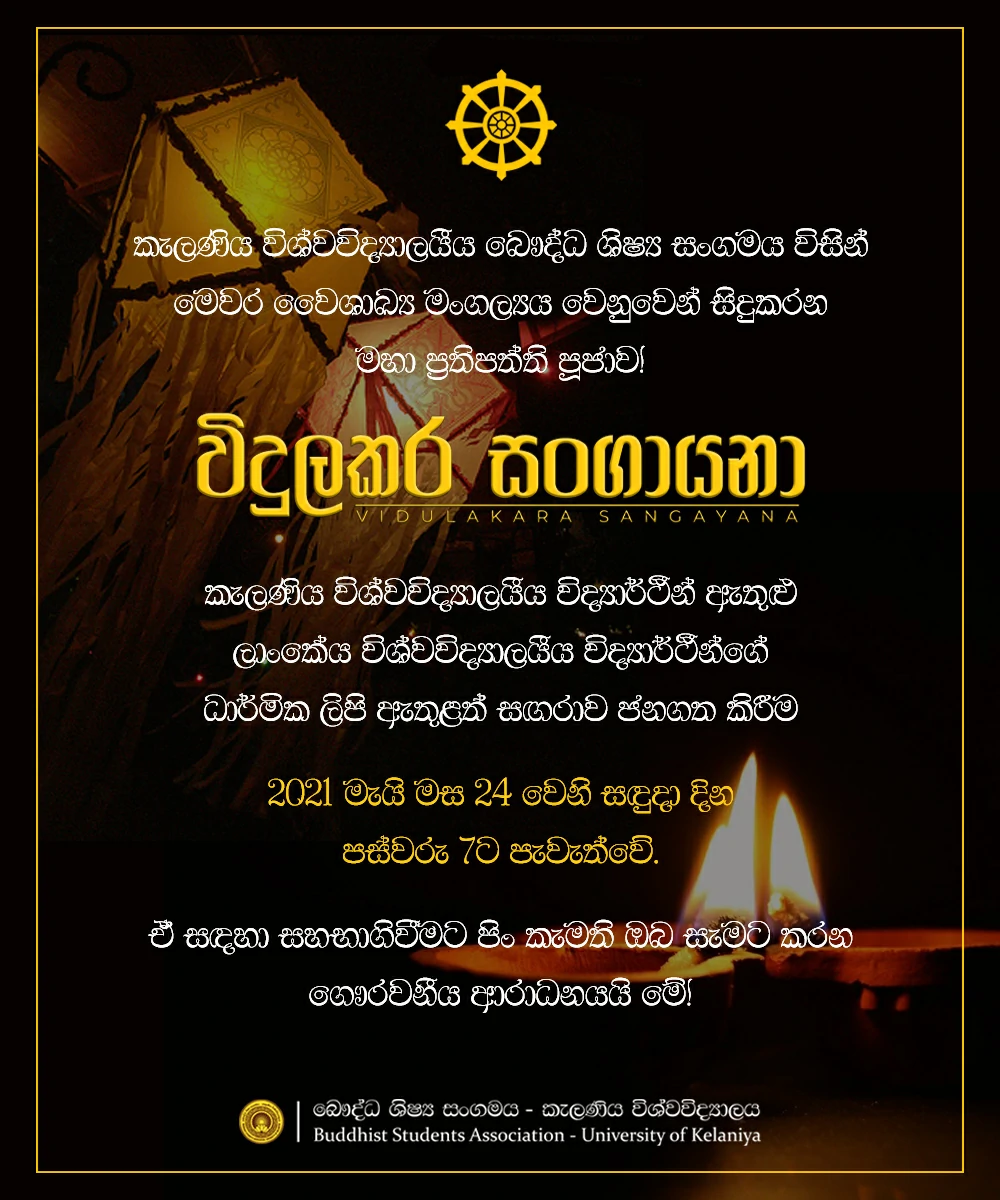 කැලණිය විශ්වවිද්‍යාලයීය බෞද්ධ ශිෂ්‍ය සංගමය විසින්
මෙවර වෛශාඛ්‍ය මංගල්‍යය වෙනුවෙන් සිදුකරන
මහා ප්‍රතිපත්ති පූජාව!
විදුලකර සංගායනා
VIDULAKARA SANGAYANA
කැලණිය විශ්වවිද්‍යාලයීය විද්‍යාර්ථීන් ඇතුළු
ලාංකේය විශ්වවිද්‍යාලයීය විද්‍යාර්ථීන්ගේ
ධාර්මික ලිපි ඇතුළත් සඟරාව ජනගත කිරීම
2021 මැයි මස 24 වෙනි සඳුදා දින
පස්වරු 7ට පැවැත්වේ.
ඒ සඳහා සහභාගිවීමට පිං කැමති ඔබ සැමට කරන
ගෞරවනීය ආරාධනයයි මේ!
බෞද්ධ ශිෂ්‍ය සංගමය - කැලණිය විශ්වවිද්‍යාලය
Buddhist Students Association - University of Kelaniya